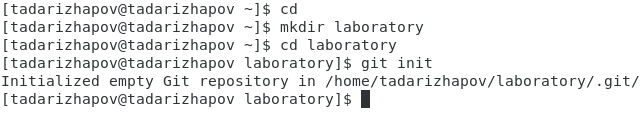 [tadarizhapov@tadarizhapov ~]$ cd
[tadarizhapov@tadarizhapov ~]$ mkdir laboratory
[tadarizhapov@tadarizhapov ~]$ cd laboratory
[tadarizhapov@tadarizhapov laboratory]$ git init
Initialized empty Git repository in /home/tadarizhapov/laboratory/.git/
[tadarizhapov@tadarizhapov laboratory]$